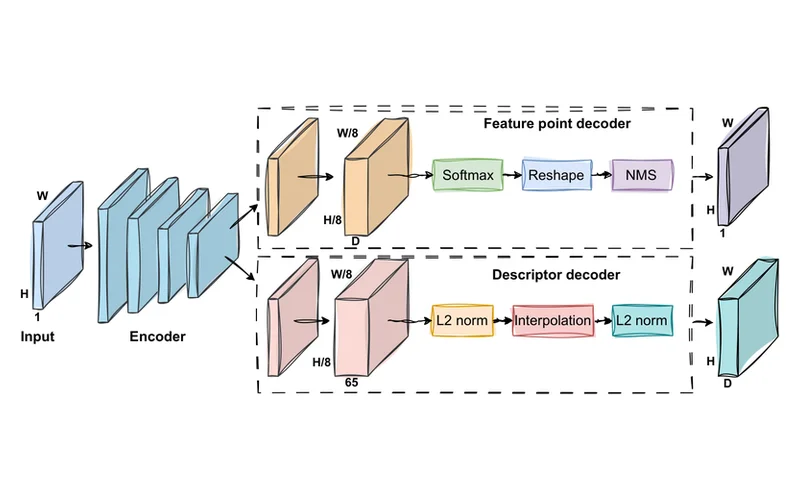 W
H
1
Input
Encoder
Feature point decoder
W/8
H/8
D
Softmax
Reshape
NMS
W
H
1
Descriptor decoder
W/8
H/8
65
L2 norm
Interpolation
L2 norm
W
H
D